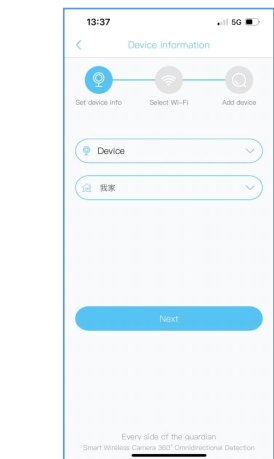 13:37 5G
Device information
Set device info Select Wi-Fi Add device
Device
我家
Next
Every side of the guardian
Smart Wireless Camera 360° Omnidirectional Detection